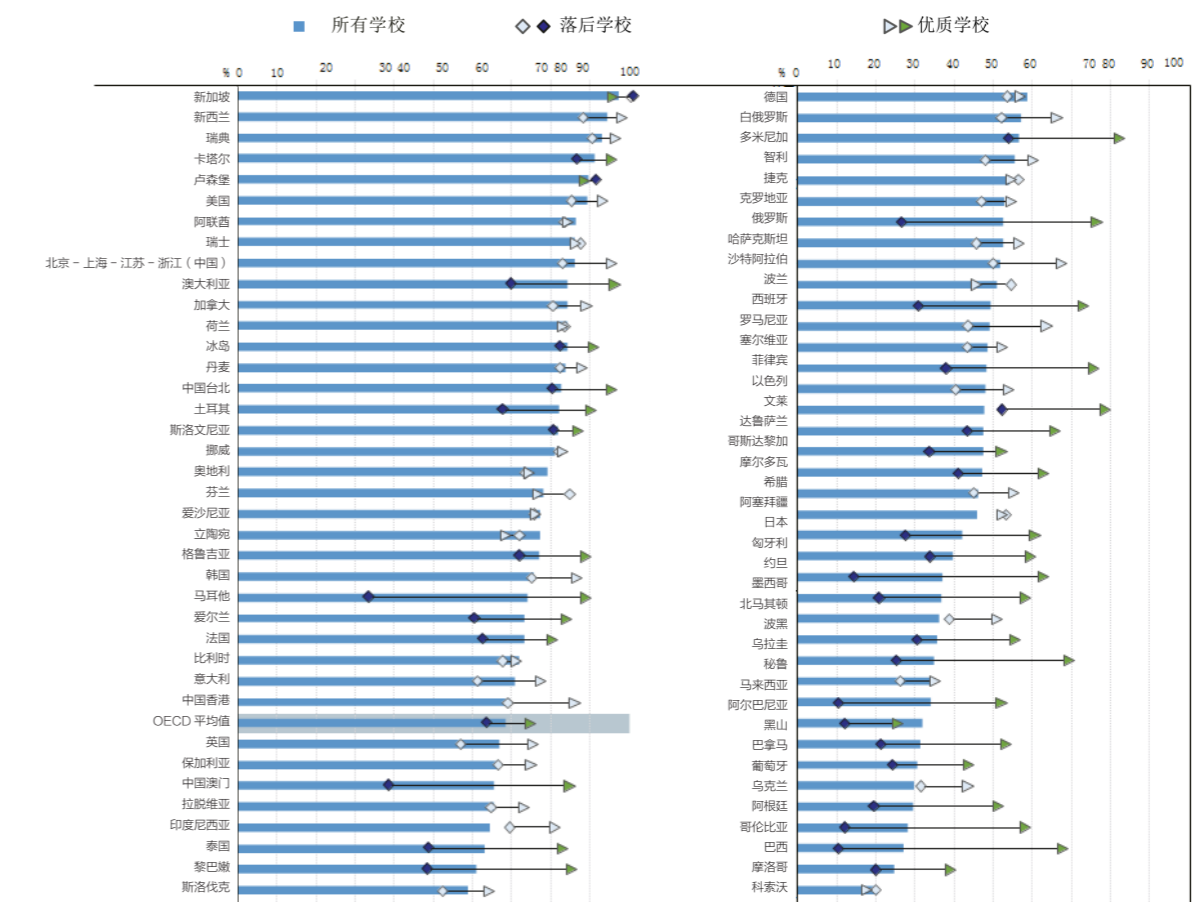 所有学校 落后学校 优质学校
% 0 10 20 30 40 50 60 70 80 90 100
新加坡
新西兰
瑞典
卡塔尔
卢森堡
美国
阿联酋
瑞士
北京－上海－江苏－浙江（中国）
澳大利亚
加拿大
荷兰
冰岛
丹麦
中国台北
土耳其
斯洛文尼亚
挪威
奥地利
芬兰
爱沙尼亚
立陶宛
格鲁吉亚
韩国
马耳他
爱尔兰
法国
比利时
意大利
中国香港
OECD 平均值
英国
保加利亚
中国澳门
拉脱维亚
印度尼西亚
泰国
黎巴嫩
斯洛伐克
% 0 10 20 30 40 50 60 70 80 90 100
德国
白俄罗斯
多米尼加
智利
捷克
克罗地亚
俄罗斯
哈萨克斯坦
沙特阿拉伯
波兰
西班牙
罗马尼亚
塞尔维亚
菲律宾
以色列
文莱
达鲁萨兰
哥斯达黎加
摩尔多瓦
希腊
阿塞拜疆
日本
匈牙利
约旦
墨西哥
北马其顿
波黑
乌拉圭
秘鲁
马来西亚
阿尔巴尼亚
黑山
巴拿马
葡萄牙
乌克兰
阿根廷
哥伦比亚
巴西
摩洛哥
科索沃